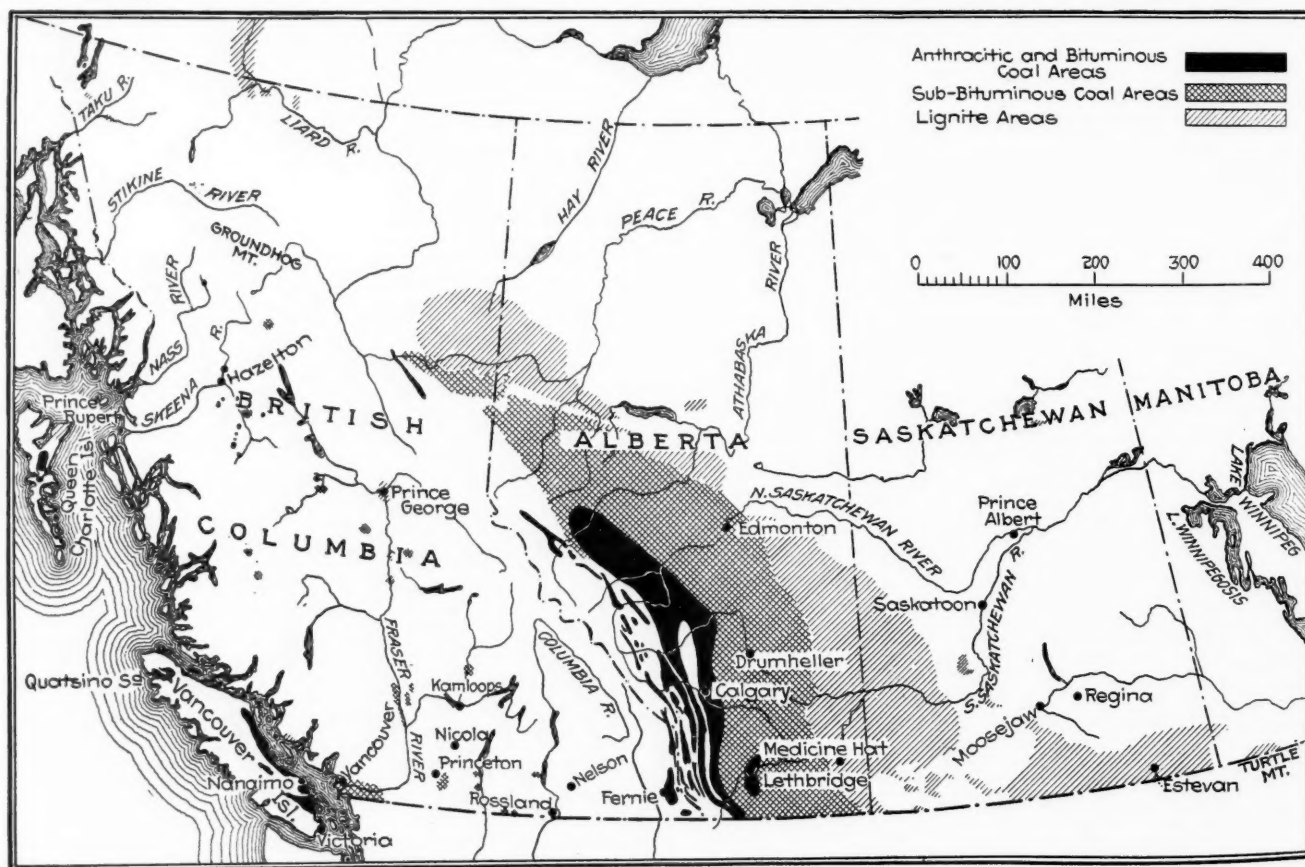 Anthracitic and Bituminous
Coal Areas
Sub-Bituminous Coal Areas
Lignite Areas
0 100 200 300 400
Miles
TAKU R.
LIARD R.
STIKINE RIVER
GROUNDHOG
MT.
HAY RIVER
PEACE R.
ATHABASKA RIVER
NASS RIVER
SKEENA R.
Hazelton
Prince
Rupert
Queen
Charlotte Isl
BRITISH
COLUMBIA
ALBERTA
SASKATCHEWAN
MANITOBA
Prince
George
Edmonton
N. SASKATCHEWAN RIVER
Prince
Albert
LAKE WINNIPEG
L. WINNIPEGOSIS
Saskatoon
S. SASKATCHEWAN R.
FRASER RIVER
COLUMBIA R.
Drumheller
Calgary
Regina
Moosejaw
Quatsino Sd
Vancouver Isl.
Vancouver
Kamloops
Nicola
Princeton
Nelson
Rossland
Fernie
Medicine Hat
Lethbridge
Nanaimo
Victoria
Estevan
TURTLE
MT.